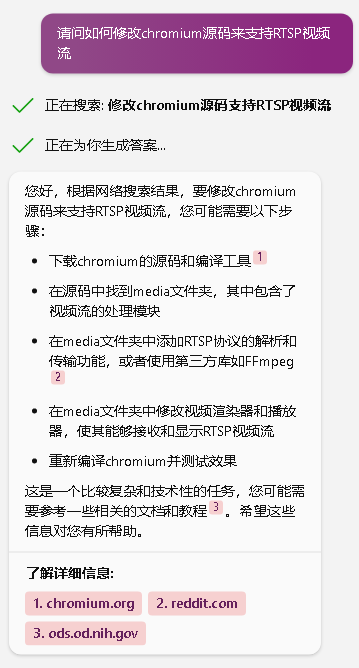 请问如何修改chromium源码来支持RTSP视频
流
正在搜索: 修改chromium源码支持RTSP视频流
正在为你生成答案...
您好，根据网络搜索结果，要修改chromium
源码来支持RTSP视频流，您可能需要以下步
骤：
• 下载chromium的源码和编译工具 1
• 在源码中找到media文件夹，其中包含了
视频流的处理模块
• 在media文件夹中添加RTSP协议的解析和
传输功能，或者使用第三方库如FFmpeg
2
• 在media文件夹中修改视频渲染器和播放
器，使其能够接收和显示RTSP视频流
• 重新编译chromium并测试效果
这是一个比较复杂和技术性的任务，您可能需
要参考一些相关的文档和教程 3 。希望这些
信息对您有所帮助。
了解详细信息:
1. chromium.org 2. reddit.com
3. ods.od.nih.gov